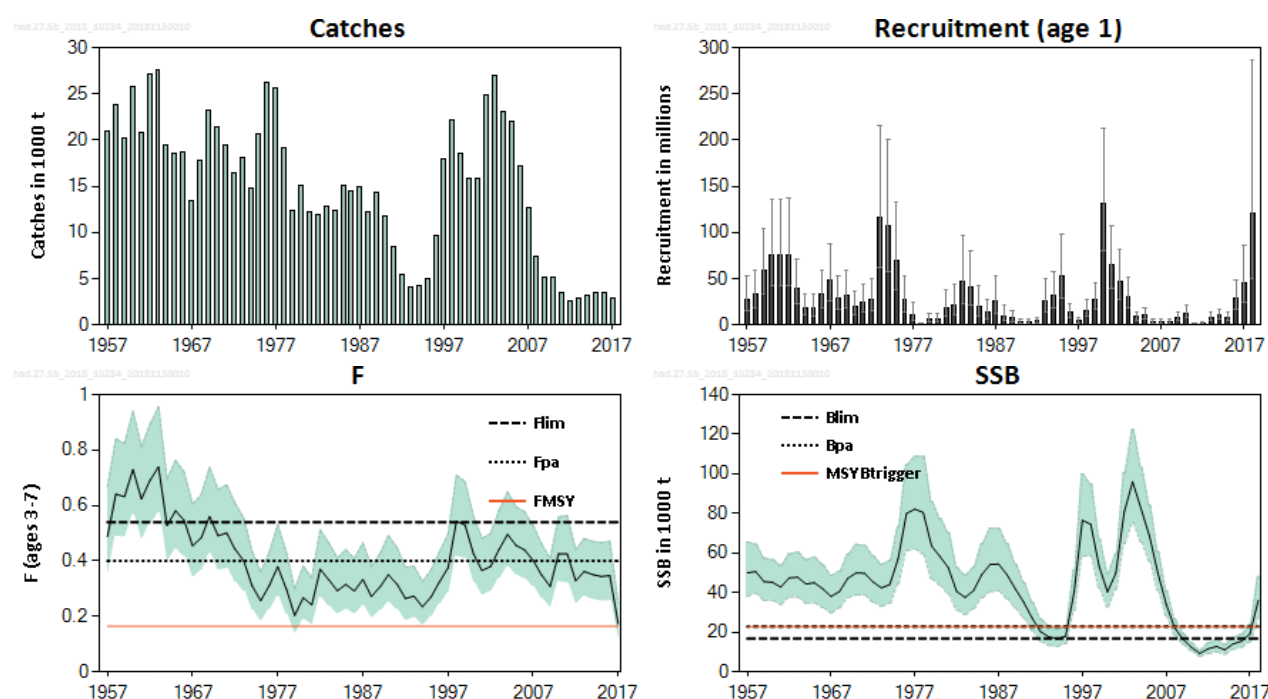 had.27.5b_2018_10284_20181130010
Catches
Catches in 1000 t
30
25
20
15
10
5
0
1957 1967 1977 1987 1997 2007 2017
had.27.5b_2018_10284_20181130010
Recruitment (age 1)
Recruitment in millions
300
250
200
150
100
50
0
1957 1967 1977 1987 1997 2007 2017
had.27.5b_2018_10284_20181130010
F
F (ages 3-7)
1
0.8
0.6
0.4
0.2
0
Flim
Fpa
FMSY
1957 1967 1977 1987 1997 2007 2017
had.27.5b_2018_10284_20181130010
SSB
SSB in 1000 t
140
120
100
80
60
40
20
0
Blim
Bpa
MSYBtrigger
1957 1967 1977 1987 1997 2007 2017